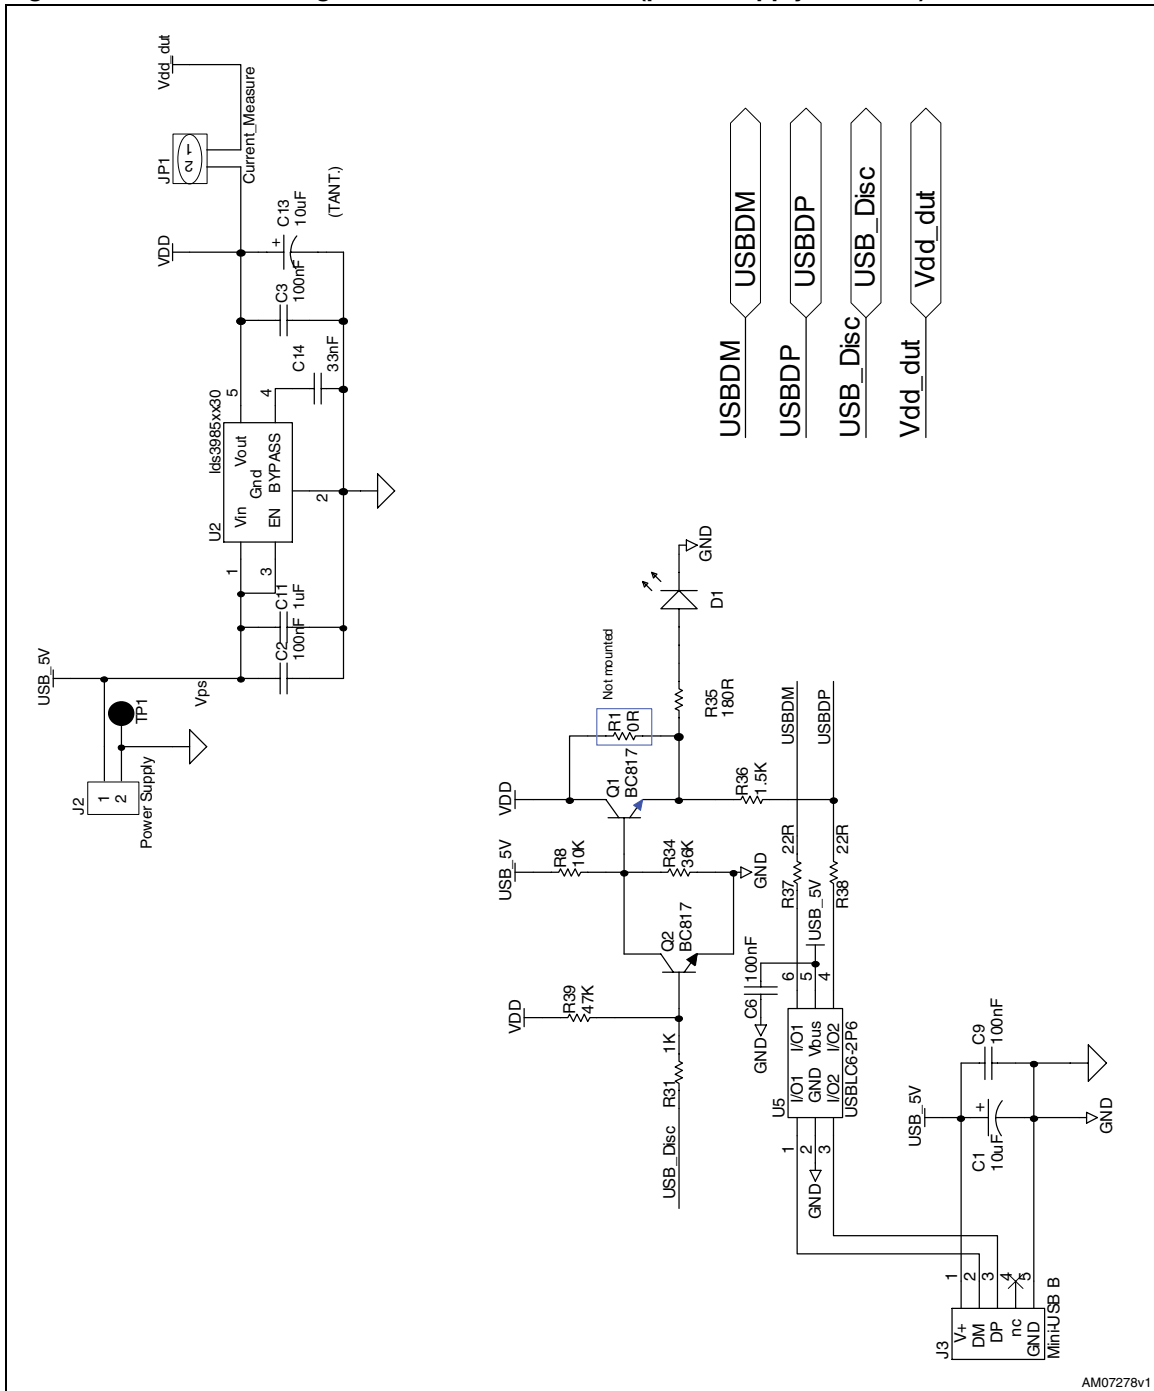 Vdd_dut
JP1
2 1
Current_Measure
VDD
C13
10uF
(TANT.)
+
C3
100nF
C14
33nF
5
4
lds3985xx30
Vout
BYPASS
Gnd
Vin
EN
U2
2
1
3
C11
1uF
C2
100nF
USB_5V
Vps
TP1
J2
1
2
Power Supply
USBDM
USBDM
USBDP
USBDP
USB_Disc
USB_Disc
Vdd_dut
Vdd_dut
GND
D1
Not mounted
R1
0R
R35
180R
Q1
BC817
VDD
R36
1.5K
USBDM
USBDP
USB_5V
R8
10K
R34
36K
GND
R37
22R
R38
22R
USB_5V
Q2
BC817
VDD
R39
47K
C6
100nF
GND
6
5
4
R31
1K
USB_Disc
U5
I/O1
I/O1
GND
Vbus
I/O2
I/O2
USBLC6-2P6
1
2
3
GND
USB_5V
C9
100nF
C1
10uF
+
GND
J3
V+
DM
DP
nc
GND
1
2
3
4
5
Mini-USB B
AM07278v1